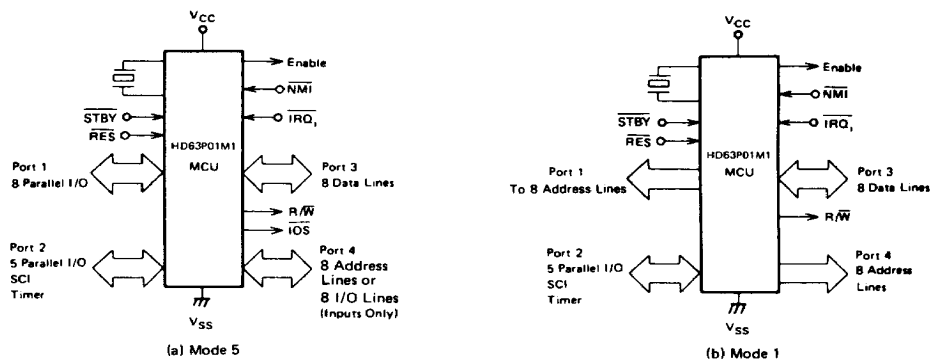 VCC
Enable
NMI
STBY
IRQ1
RES
HD63P01M1
MCU
Port 1
8 Parallel I/O
Port 3
8 Data Lines
R/W
IOS
Port 2
5 Parallel I/O
SCI
Timer
Port 4
8 Address
Lines or
8 I/O Lines
(Inputs Only)
VSS
(a) Mode 5
VCC
Enable
NMI
STBY
IRQ1
RES
HD63P01M1
MCU
Port 1
To 8 Address Lines
Port 3
8 Data Lines
R/W
Port 2
5 Parallel I/O
SCI
Timer
Port 4
8 Address
Lines
VSS
(b) Mode 1